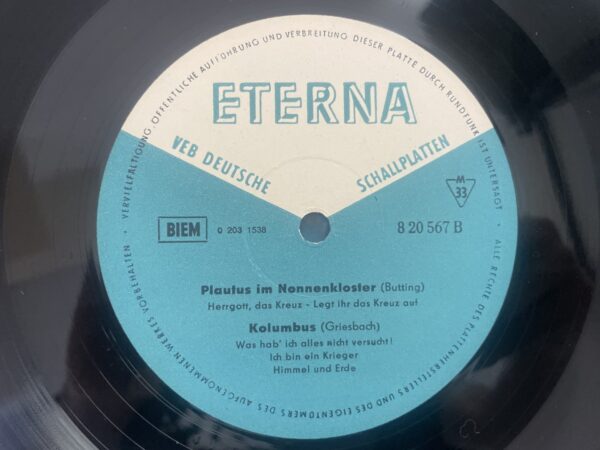 VERVIELFÄLTIGUNG, ÖFFENTLICHE AUFFÜHRUNG UND VERBREITUNG DIESER PLATTE DURCH RUNDFUNK IST UNTERSAGT
ETERNA
VEB DEUTSCHE SCHALLPLATTEN
M
33
BIEM
0 203 1538
8 20 567 B
Plautus im Nonnenkloster (Butting)
Herrgott, das Kreuz - Legt ihr das Kreuz auf
Kolumbus (Griesbach)
Was hab' ich alles nicht versucht!
Ich bin ein Krieger
Himmel und Erde
ALLE RECHTE DES PLATTENHERSTELLERS UND DES EIGENTÜMERS DES AUFGENOMMENEN WERKES VORBEHALTEN